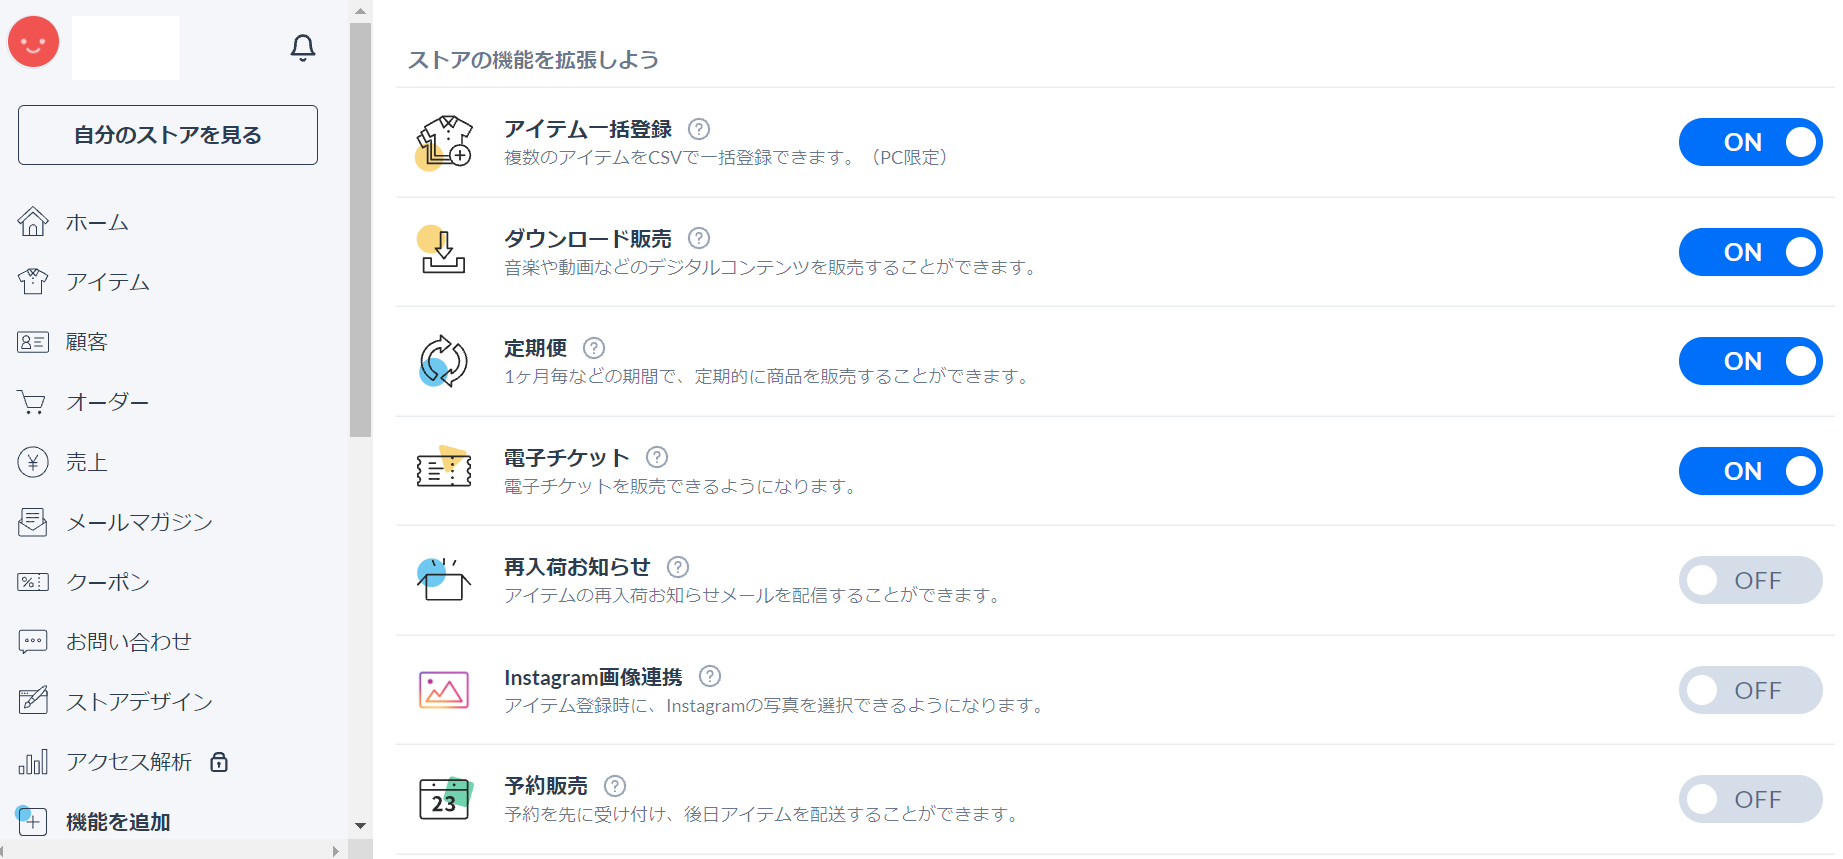 自分のストアを見る
ホーム
アイテム
顧客
オーダー
売上
メールマガジン
クーポン
お問い合わせ
ストアデザイン
アクセス解析
機能を追加
ストアの機能を拡張しよう
アイテム一括登録 ?
複数のアイテムをCSVで一括登録できます。（PC限定）
ON
ダウンロード販売 ?
音楽や動画などのデジタルコンテンツを販売することができます。
ON
定期便 ?
1ヶ月毎などの期間で、定期的に商品を販売することができます。
ON
電子チケット ?
電子チケットを販売できるようになります。
ON
再入荷お知らせ ?
アイテムの再入荷お知らせメールを配信することができます。
OFF
Instagram画像連携 ?
アイテム登録時に、Instagramの写真を選択できるようになります。
OFF
23
予約販売 ?
予約を先に受け付け、後日アイテムを配送することができます。
OFF